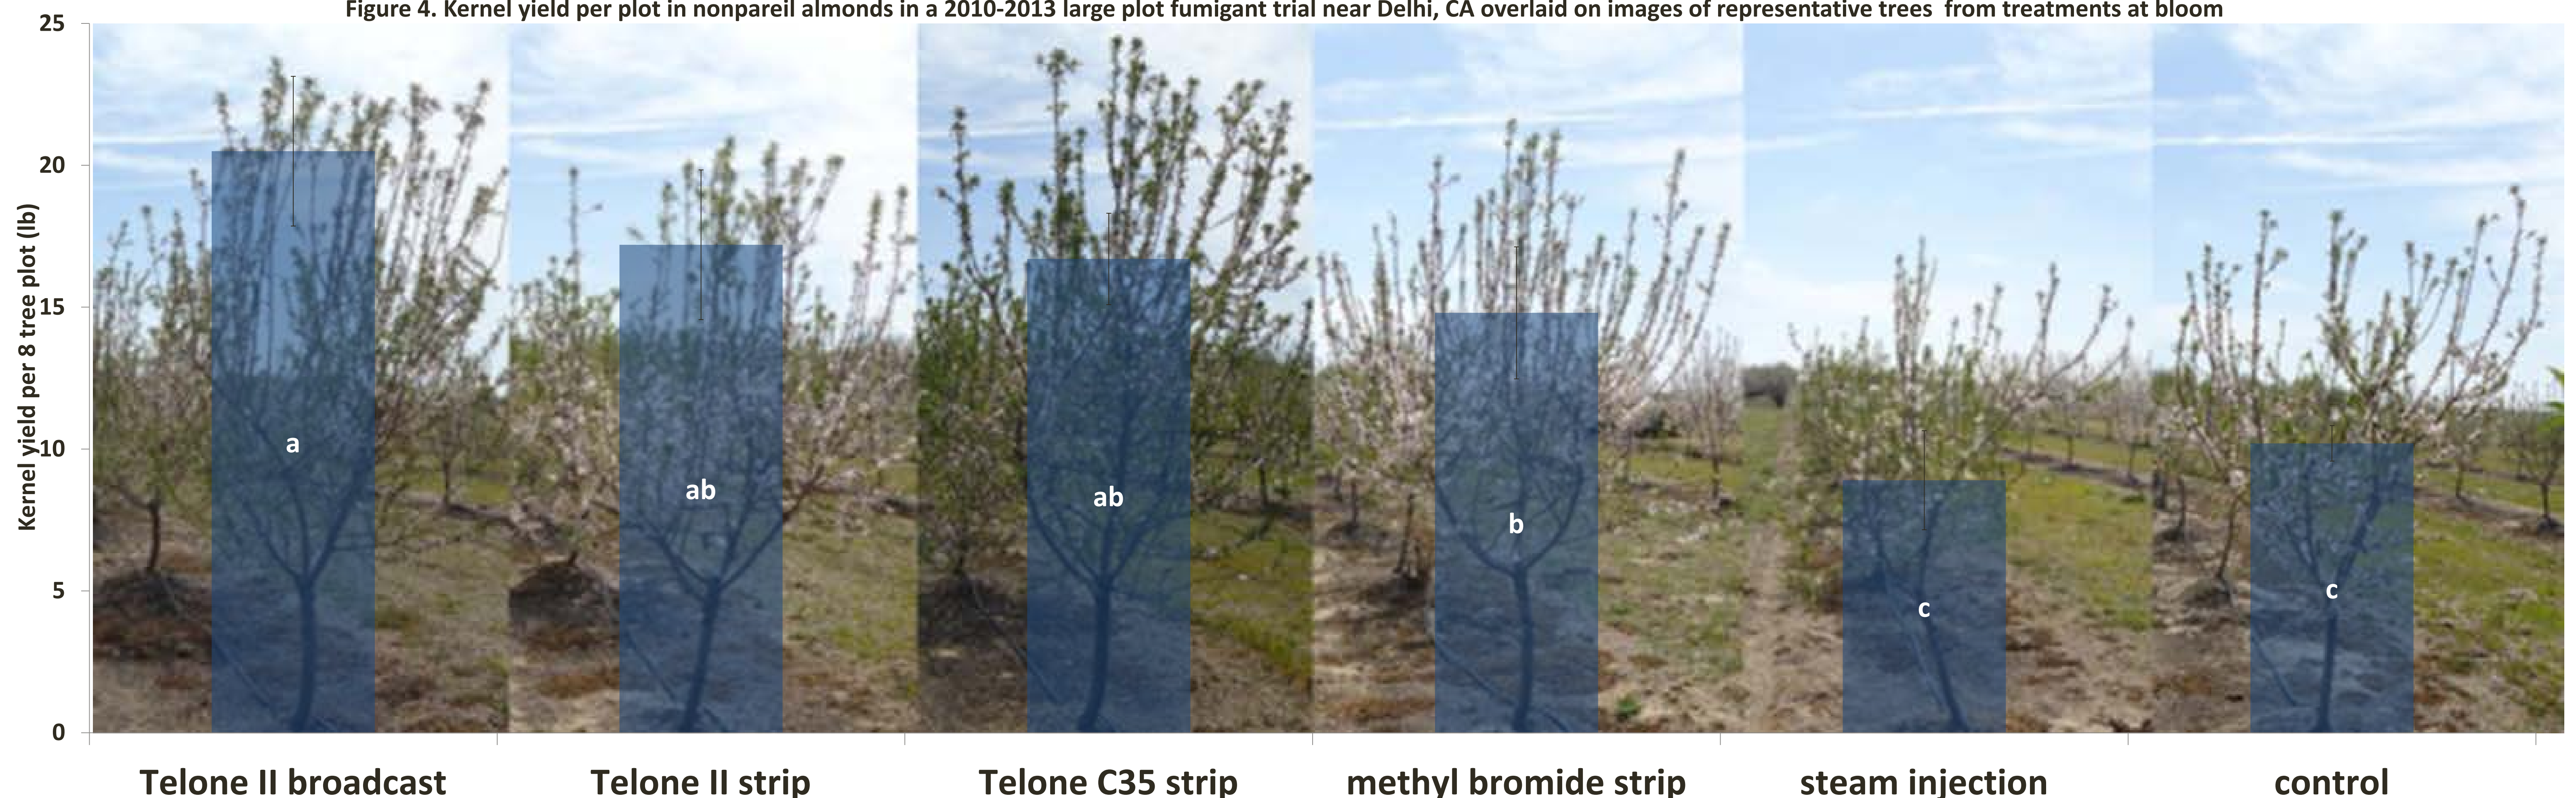 Figure 4. Kernel yield per plot in nonpareil almonds in a 2010-2013 large plot fumigant trial near Delhi, CA overlaid on images of representative trees from treatments at bloom
Kernel yield per 8 tree plot (lb)
25
20
15
10
5
0
a
ab
ab
b
c
c
Telone II broadcast
Telone II strip
Telone C35 strip
methyl bromide strip
steam injection
control